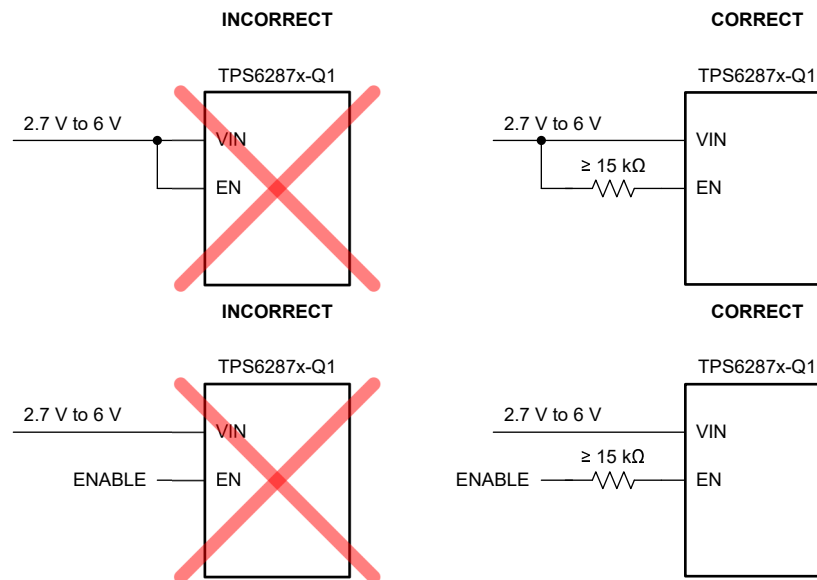 INCORRECT
CORRECT
TPS6287x-Q1
TPS6287x-Q1
2.7 V to 6 V
VIN
2.7 V to 6 V
VIN
≥ 15 kΩ
EN
EN
INCORRECT
CORRECT
TPS6287x-Q1
TPS6287x-Q1
2.7 V to 6 V
VIN
2.7 V to 6 V
VIN
≥ 15 kΩ
ENABLE
EN
ENABLE
EN